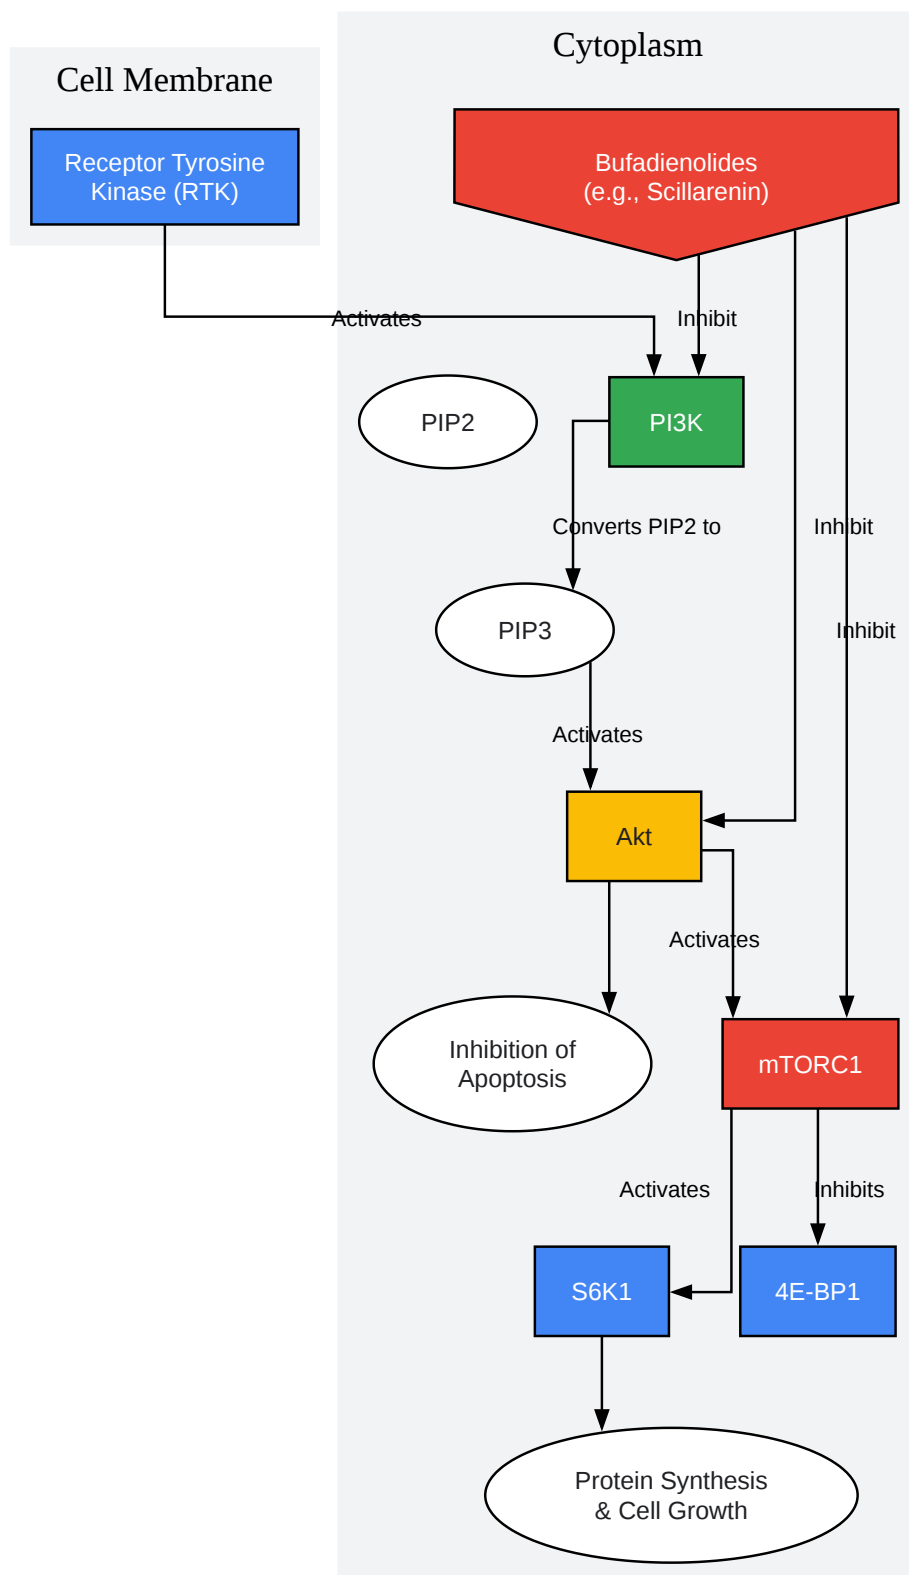 Cytoplasm
Cell Membrane
Receptor Tyrosine
Kinase (RTK)
Bufadienolides
(e.g., Scillarenin)
Activates
Inhibit
PIP2
PI3K
Converts PIP2 to
Inhibit
PIP3
Inhibit
Activates
Akt
Activates
Inhibition of
Apoptosis
mTORC1
Activates
Inhibits
S6K1
4E-BP1
Protein Synthesis
& Cell Growth